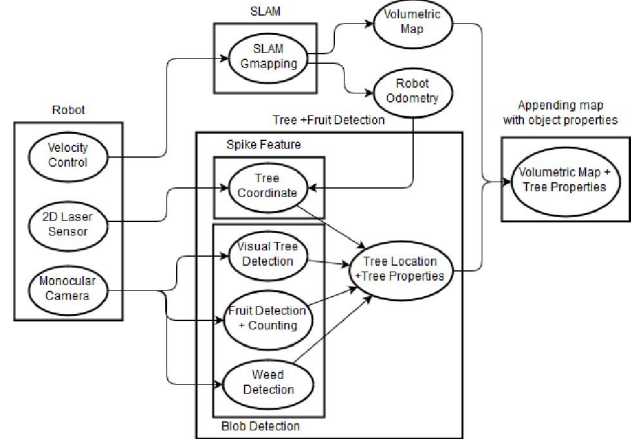 SLAM
SLAM
Gmapping
Volumetric
Map
Robot
Odometry
Robot
Velocity
Control
2D Laser
Sensor
Monocular
Camera
Tree +Fruit Detection
Spike Feature
Tree
Coordinate
Visual Tree
Detection
Fruit Detection
+ Counting
Weed
Detection
Blob Detection
Tree Location
+Tree Properties
Appending map
with object properties
Volumetric Map +
Tree Properties